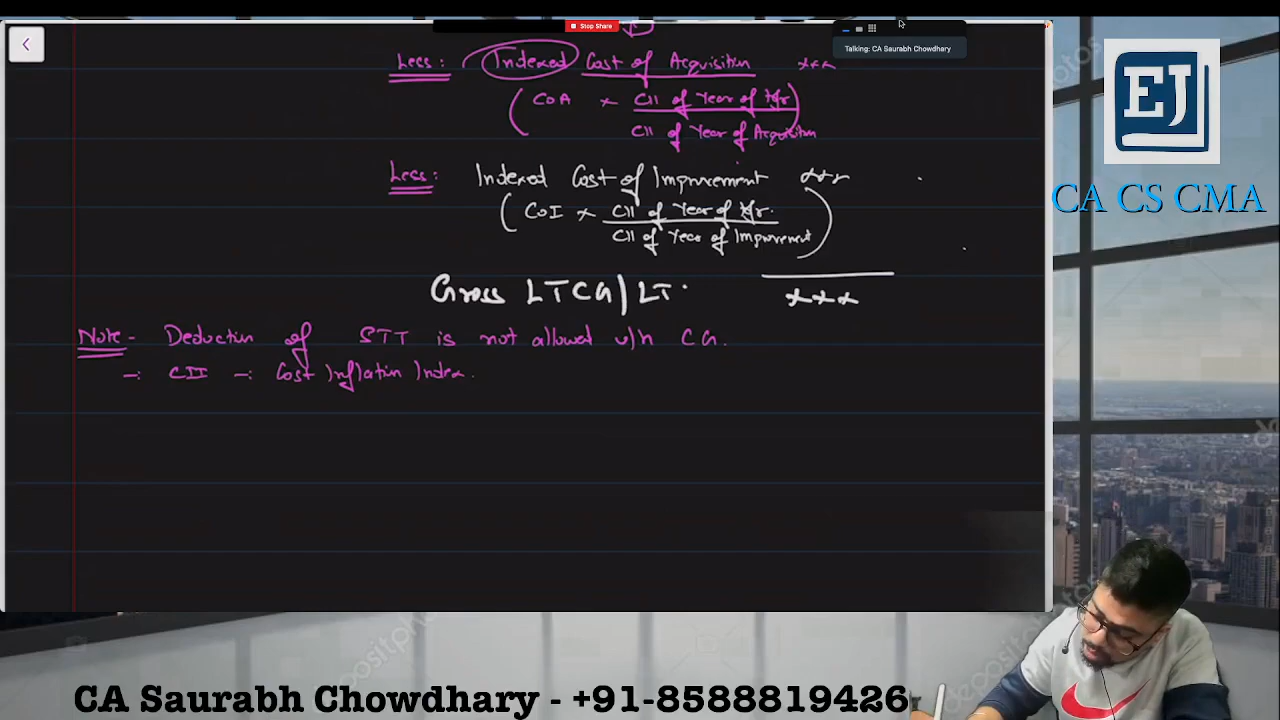 Stop Share
Talking: CA Saurabh Chowdhary
Less: Indexed Cost of Acquisition xxx
(COA x CII of Year of tfr)
CII of Year of Acquisition
Less: Indexed Cost of Improvement xxx
(COI x CII of Year of tfr.)
CII of Year of Improvement
Gross LTCG/LT xxx
Note - Deduction of STT is not allowed u/h CG.
-: CII -: Cost Inflation Index.
EJ
CA CS CMA
CA Saurabh Chowdhary - +91-8588819426